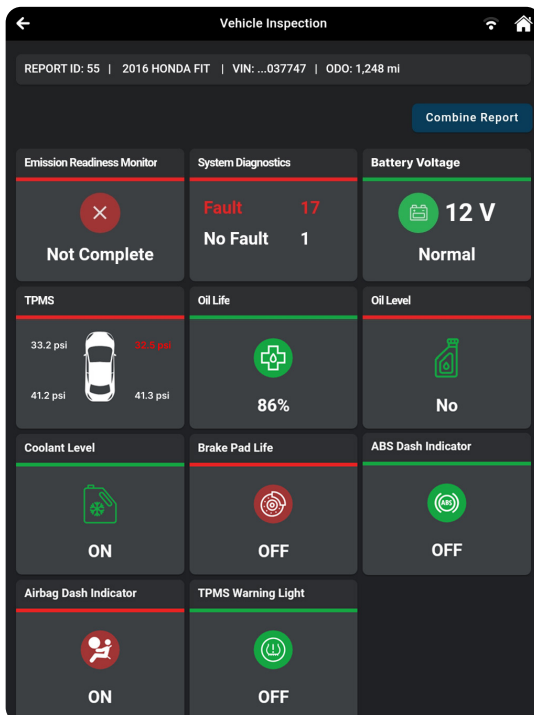 Vehicle Inspection
REPORT ID: 55 | 2016 HONDA FIT | VIN: ...037747 | ODO: 1,248 mi
Combine Report
Emission Readiness Monitor
Not Complete
System Diagnostics
Fault 17
No Fault 1
Battery Voltage
12 V
Normal
TPMS
33.2 psi 32.5 psi
41.2 psi 41.3 psi
Oil Life
86%
Oil Level
No
Coolant Level
ON
Brake Pad Life
OFF
ABS Dash Indicator
ABS
OFF
Airbag Dash Indicator
ON
TPMS Warning Light
OFF